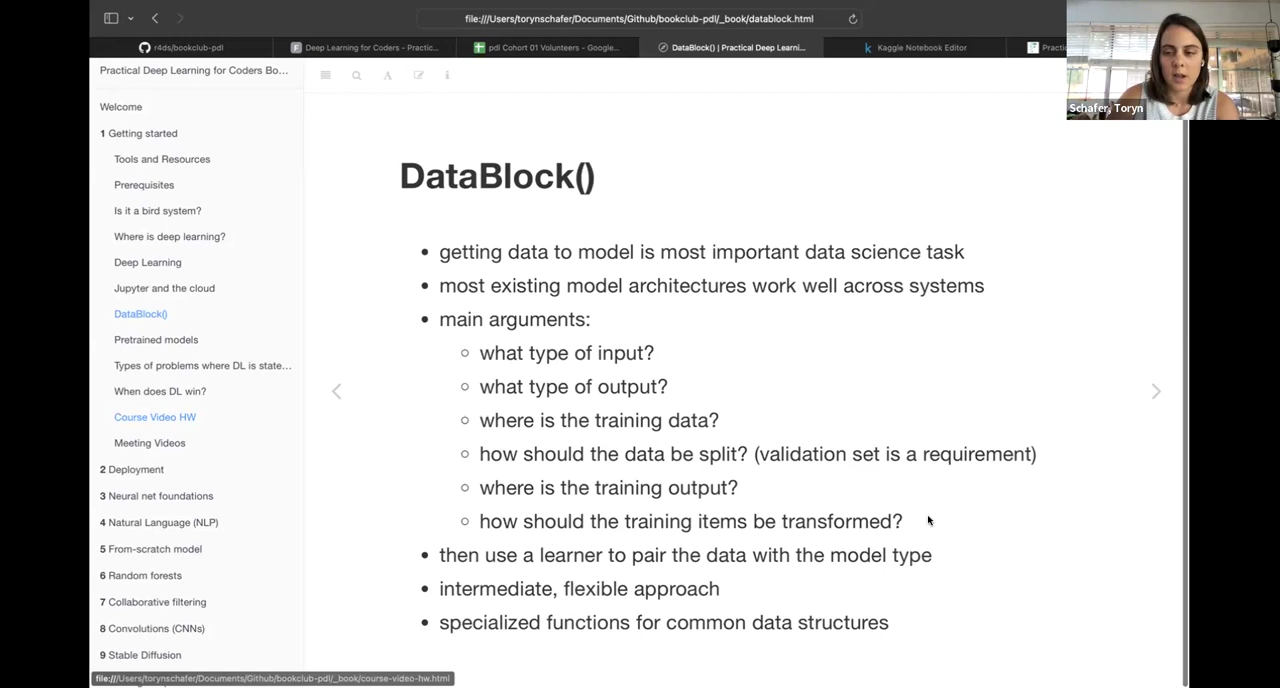 file:///Users/torynschafer/Documents/Github/bookclub-pdl/_book/datablock.html
r4ds/bookclub-pdl
Deep Learning for Coders - Practic...
pdl Cohort 01 Volunteers - Google...
DataBlock() | Practical Deep Learni...
Kaggle Notebook Editor
Practi
Schafer, Toryn
Practical Deep Learning for Coders Bo...
Welcome
1 Getting started
Tools and Resources
Prerequisites
Is it a bird system?
Where is deep learning?
Deep Learning
Jupyter and the cloud
DataBlock()
Pretrained models
Types of problems where DL is state...
When does DL win?
Course Video HW
Meeting Videos
2 Deployment
3 Neural net foundations
4 Natural Language (NLP)
5 From-scratch model
6 Random forests
7 Collaborative filtering
8 Convolutions (CNNs)
9 Stable Diffusion
DataBlock()
• getting data to model is most important data science task
• most existing model architectures work well across systems
• main arguments:
○ what type of input?
○ what type of output?
○ where is the training data?
○ how should the data be split? (validation set is a requirement)
○ where is the training output?
○ how should the training items be transformed?
• then use a learner to pair the data with the model type
• intermediate, flexible approach
• specialized functions for common data structures
file:///Users/torynschafer/Documents/Github/bookclub-pdl/_book/course-video-hw.html